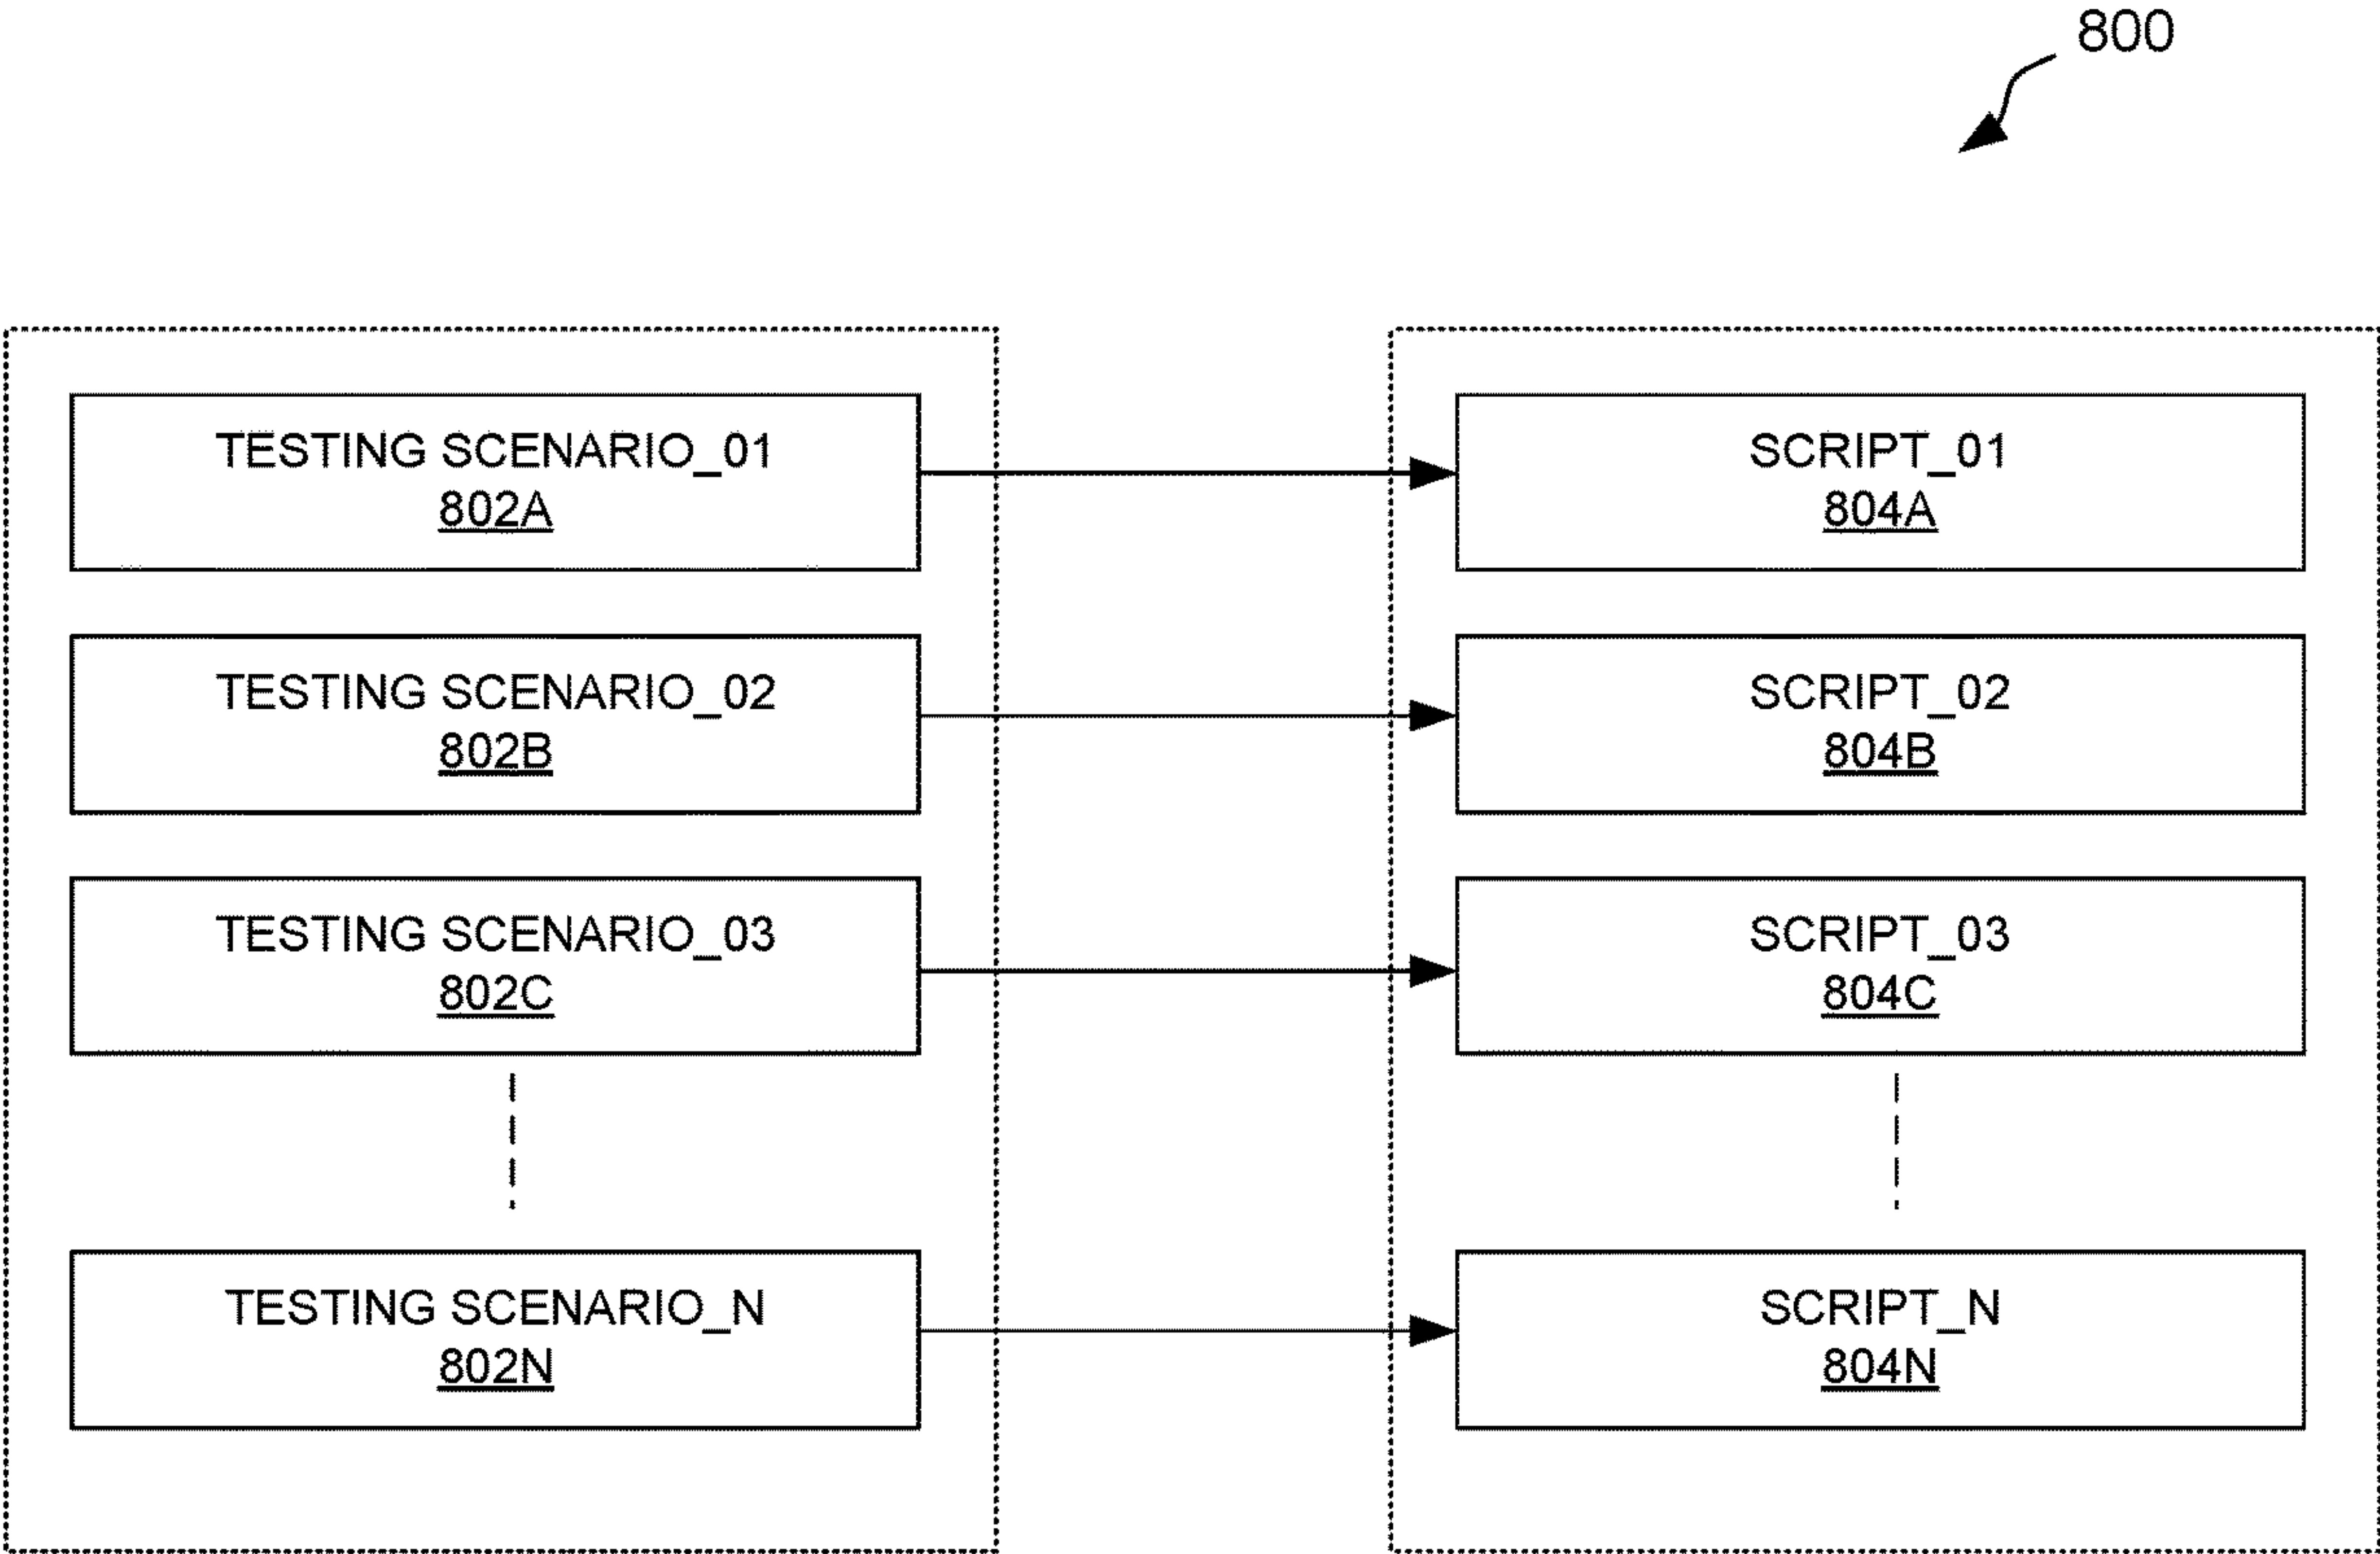 800
TESTING SCENARIO_01
802A
SCRIPT_01
804A
TESTING SCENARIO_02
802B
SCRIPT_02
804B
TESTING SCENARIO_03
802C
SCRIPT_03
804C
TESTING SCENARIO_N
802N
SCRIPT_N
804N